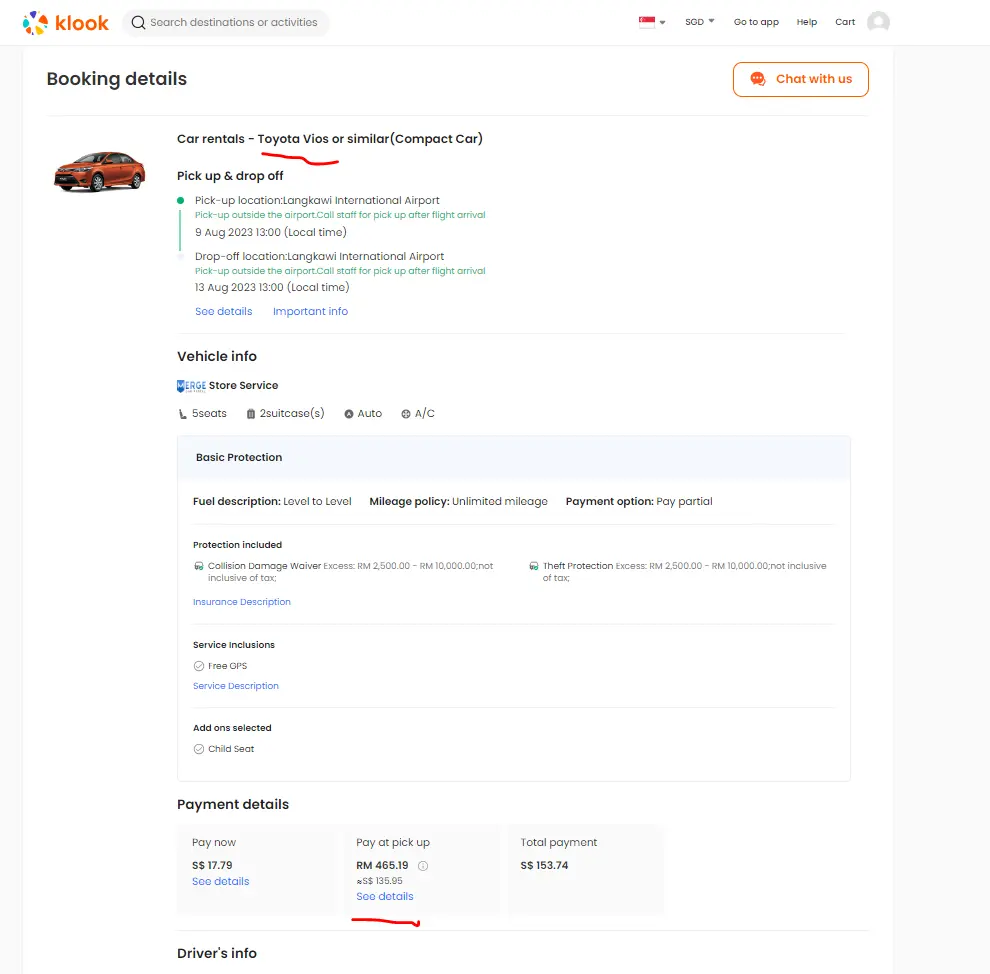 klook
Search destinations or activities
SGD
Go to app
Help
Cart
Booking details
Chat with us
Car rentals - Toyota Vios or similar(Compact Car)
Pick up & drop off
Pick-up location:Langkawi International Airport
Pick-up outside the airport.Call staff for pick up after flight arrival
9 Aug 2023 13:00 (Local time)
Drop-off location:Langkawi International Airport
Pick-up outside the airport.Call staff for pick up after flight arrival
13 Aug 2023 13:00 (Local time)
See details Important info
Vehicle info
MERGE Store Service
5seats 2suitcase(s) Auto A/C
Basic Protection
Fuel description: Level to Level Mileage policy: Unlimited mileage Payment option: Pay partial
Protection included
Collision Damage Waiver Excess: RM 2,500.00 - RM 10,000.00;not
inclusive of tax;
Theft Protection Excess: RM 2,500.00 - RM 10,000.00;not inclusive
of tax;
Insurance Description
Service Inclusions
Free GPS
Service Description
Add ons selected
Child Seat
Payment details
Pay now
S$ 17.79
See details
Pay at pick up
RM 465.19
≈S$ 135.95
See details
Total payment
S$ 153.74
Driver's info